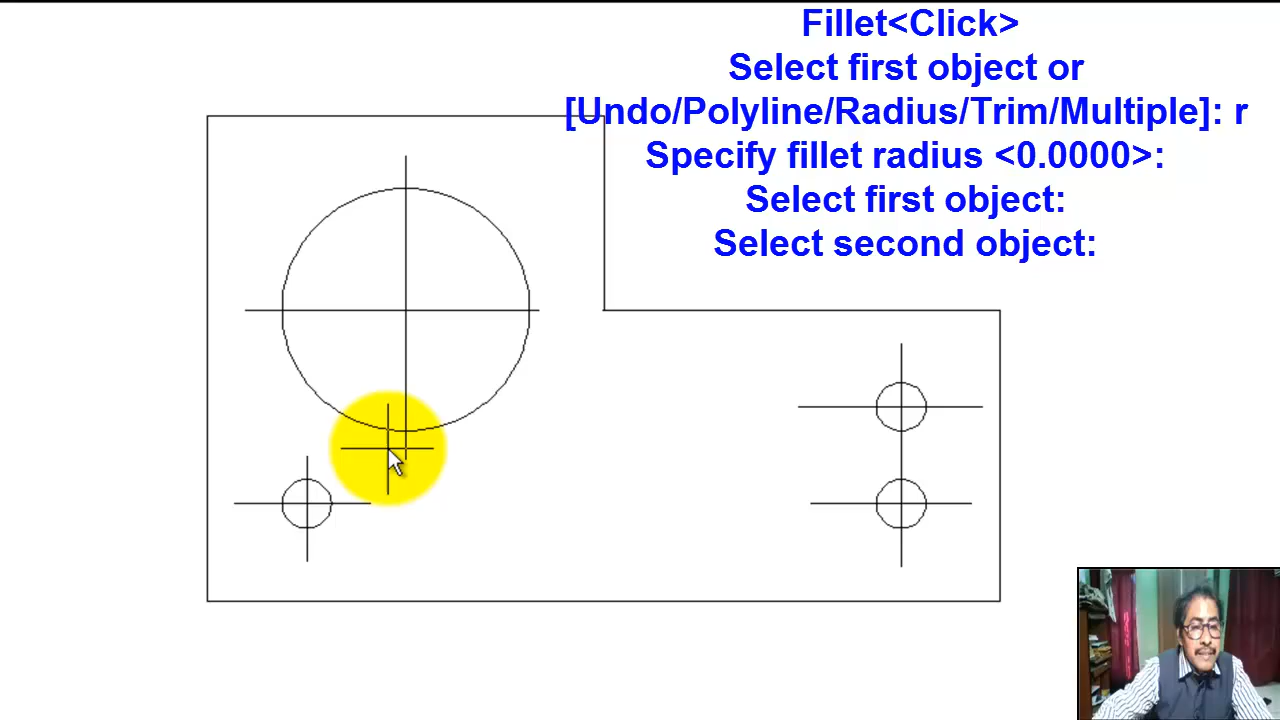 Fillet<Click>
Select first object or
[Undo/Polyline/Radius/Trim/Multiple]: r
Specify fillet radius <0.0000>:
Select first object:
Select second object: